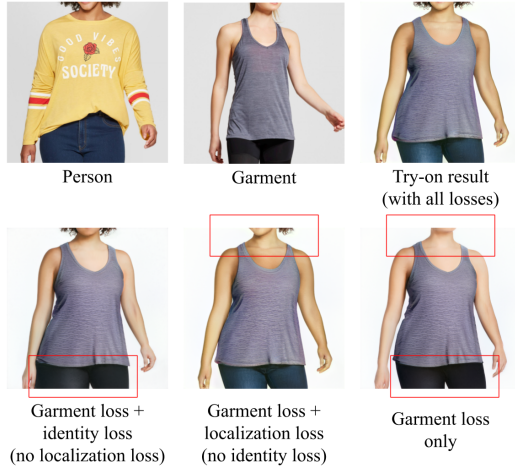 GOOD VIBES
SOCIETY
Person
Garment
Try-on result
(with all losses)
Garment loss +
identity loss
(no localization loss)
Garment loss +
localization loss
(no identity loss)
Garment loss
only